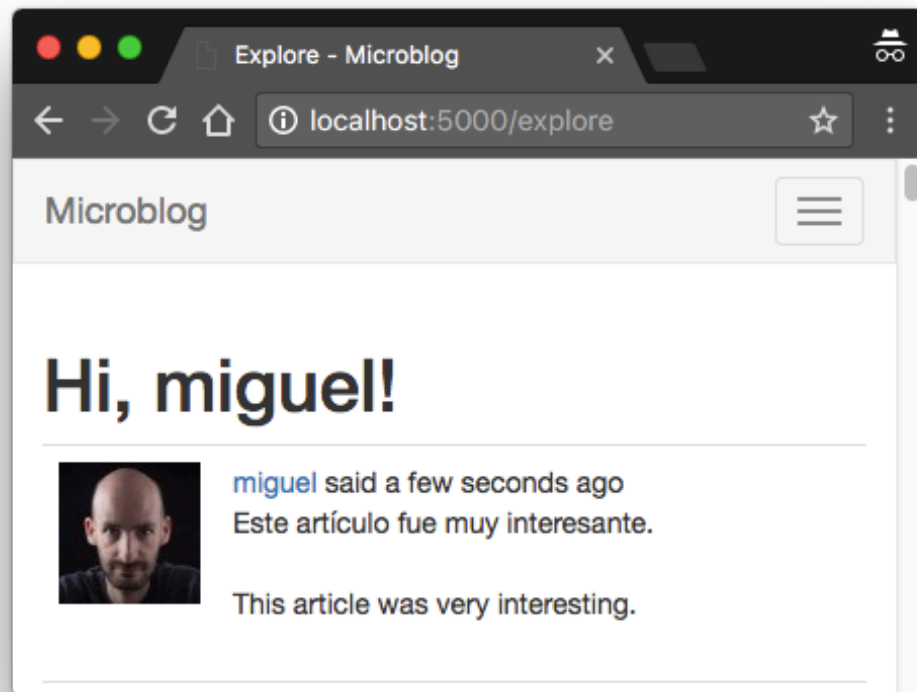 Explore - Microblog
localhost:5000/explore
Microblog
Hi, miguel!
miguel said a few seconds ago
Este artículo fue muy interesante.
This article was very interesting.